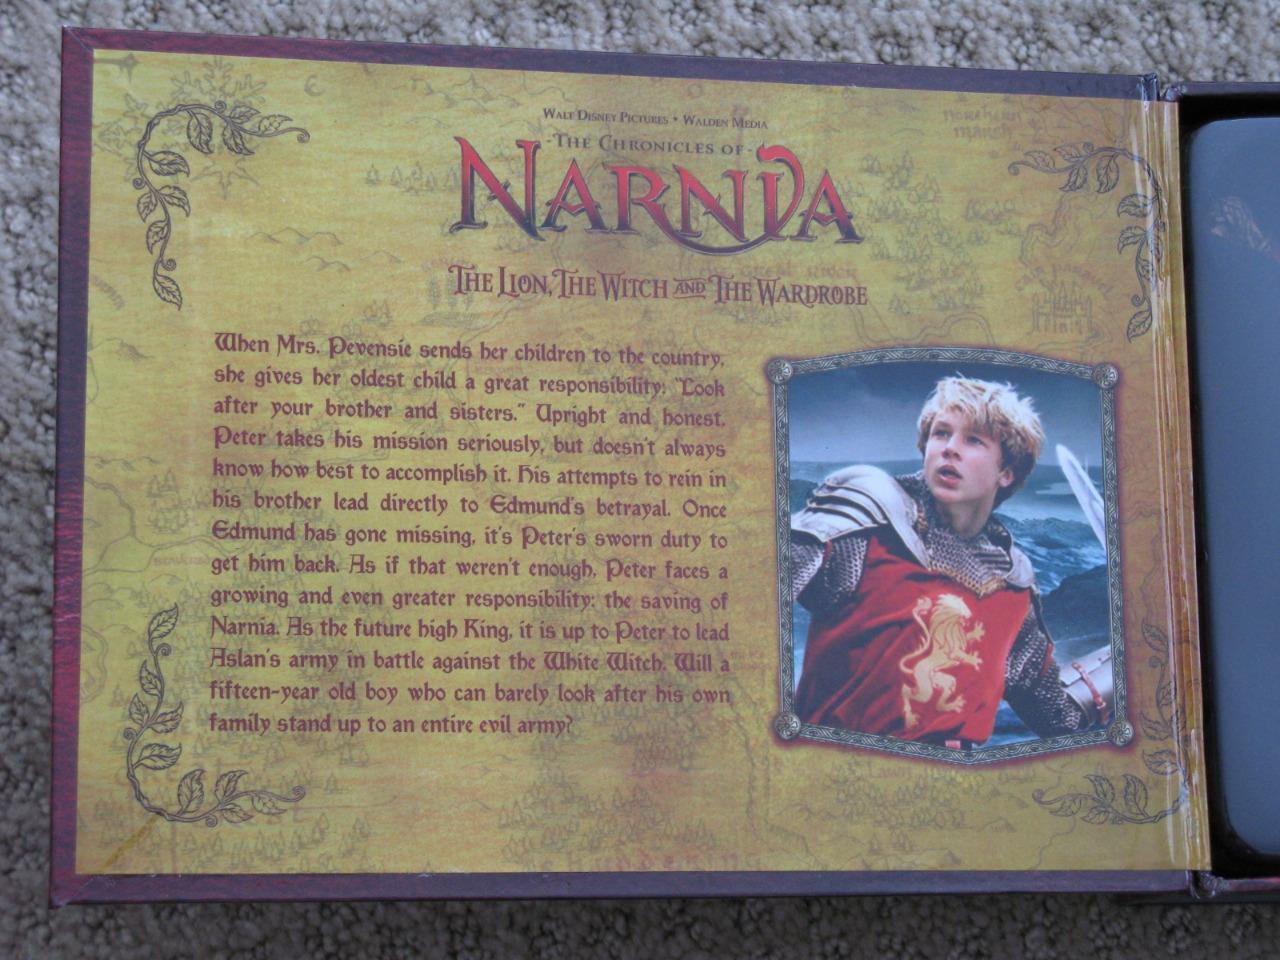 WALT DISNEY PICTURES • WALDEN MEDIA
-THE CHRONICLES OF-
NARNIA
THE LION, THE WITCH AND THE WARDROBE
When Mrs. Pevensie sends her children to the country,
she gives her oldest child a great responsibility: "Look
after your brother and sisters." Upright and honest,
Peter takes his mission seriously, but doesn't always
know how best to accomplish it. His attempts to rein in
his brother lead directly to Edmund's betrayal. Once
Edmund has gone missing, it's Peter's sworn duty to
get him back. As if that weren't enough, Peter faces a
growing and even greater responsibility: the saving of
Narnia. As the future high King, it is up to Peter to lead
Aslan's army in battle against the White Witch. Will a
fifteen-year old boy who can barely look after his own
family stand up to an entire evil army?
northern
marsh